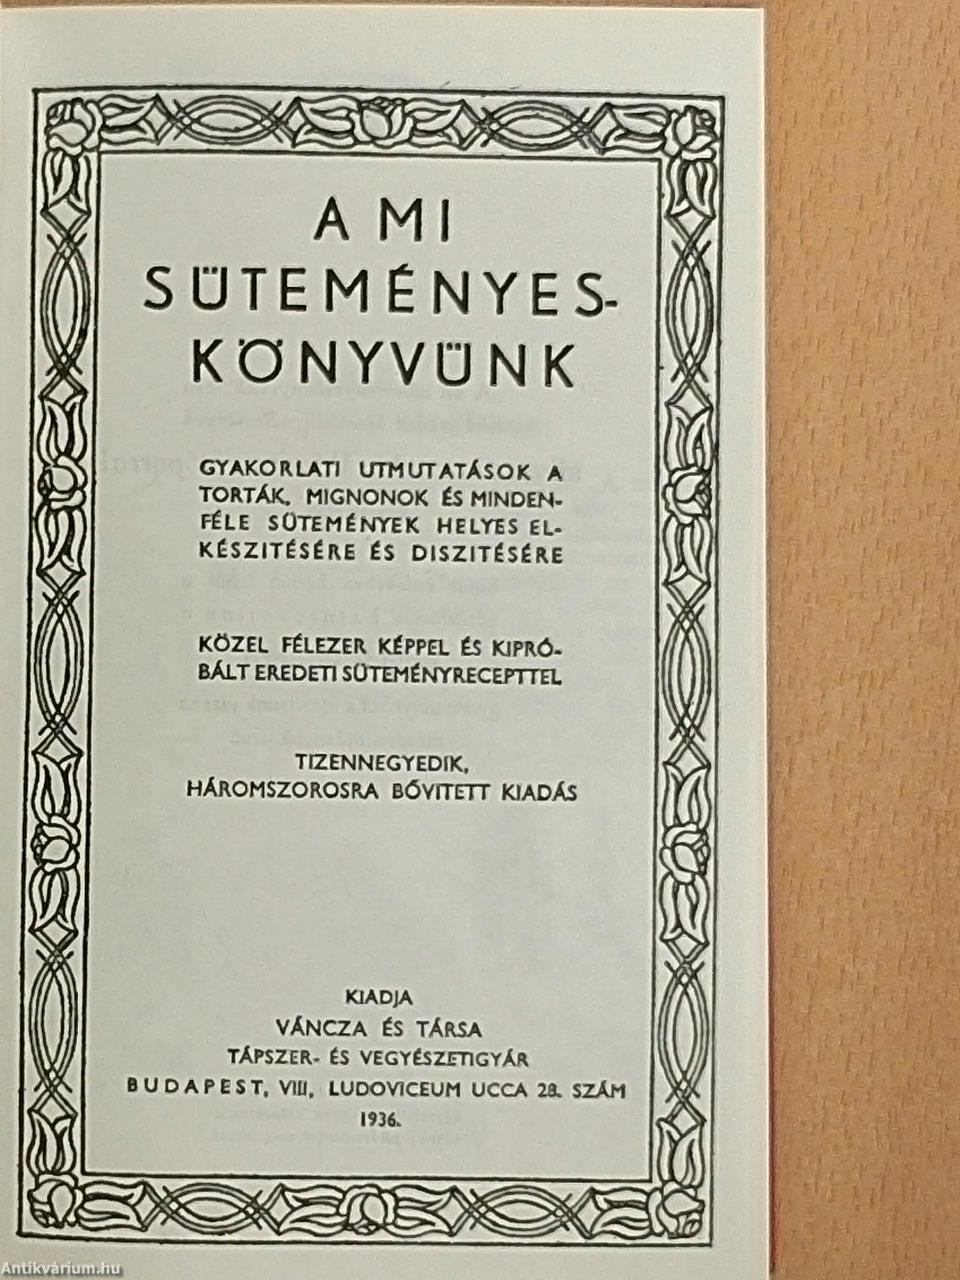 A MI
SÜTEMÉNYES-
KÖNYVÜNK
GYAKORLATI UTMUTATÁSOK A
TORTÁK, MIGNONOK ÉS MINDEN-
FÉLE SÜTEMÉNYEK HELYES EL-
KÉSZITÉSÉRE ÉS DISZITÉSÉRE
KÖZEL FÉLEZER KÉPPEL ÉS KIPRÓ-
BÁLT EREDETI SÜTEMÉNYRECEPTTEL
TIZENNEGYEDIK,
HÁROMSZOROSRA BŐVITETT KIADÁS
KIADJA
VÁNCZA ÉS TÁRSA
TÁPSZER- ÉS VEGYÉSZETIGYÁR
BUDAPEST, VIII, LUDOVICEUM UCCA 28. SZÁM
1936.
Antikvárium.hu